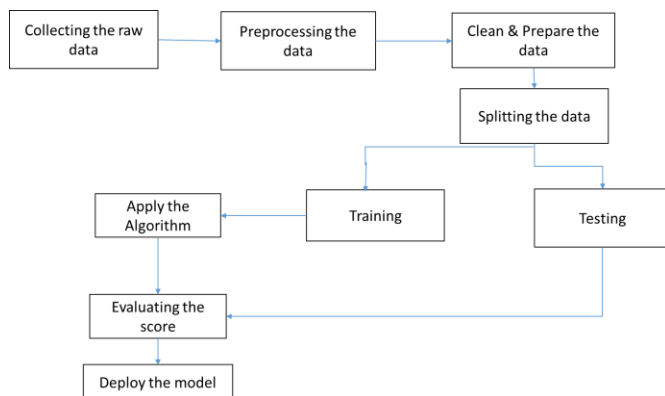 Collecting the raw
data
Preprocessing the
data
Clean & Prepare the
data
Splitting the data
Apply the
Algorithm
Training
Testing
Evaluating the
score
Deploy the model